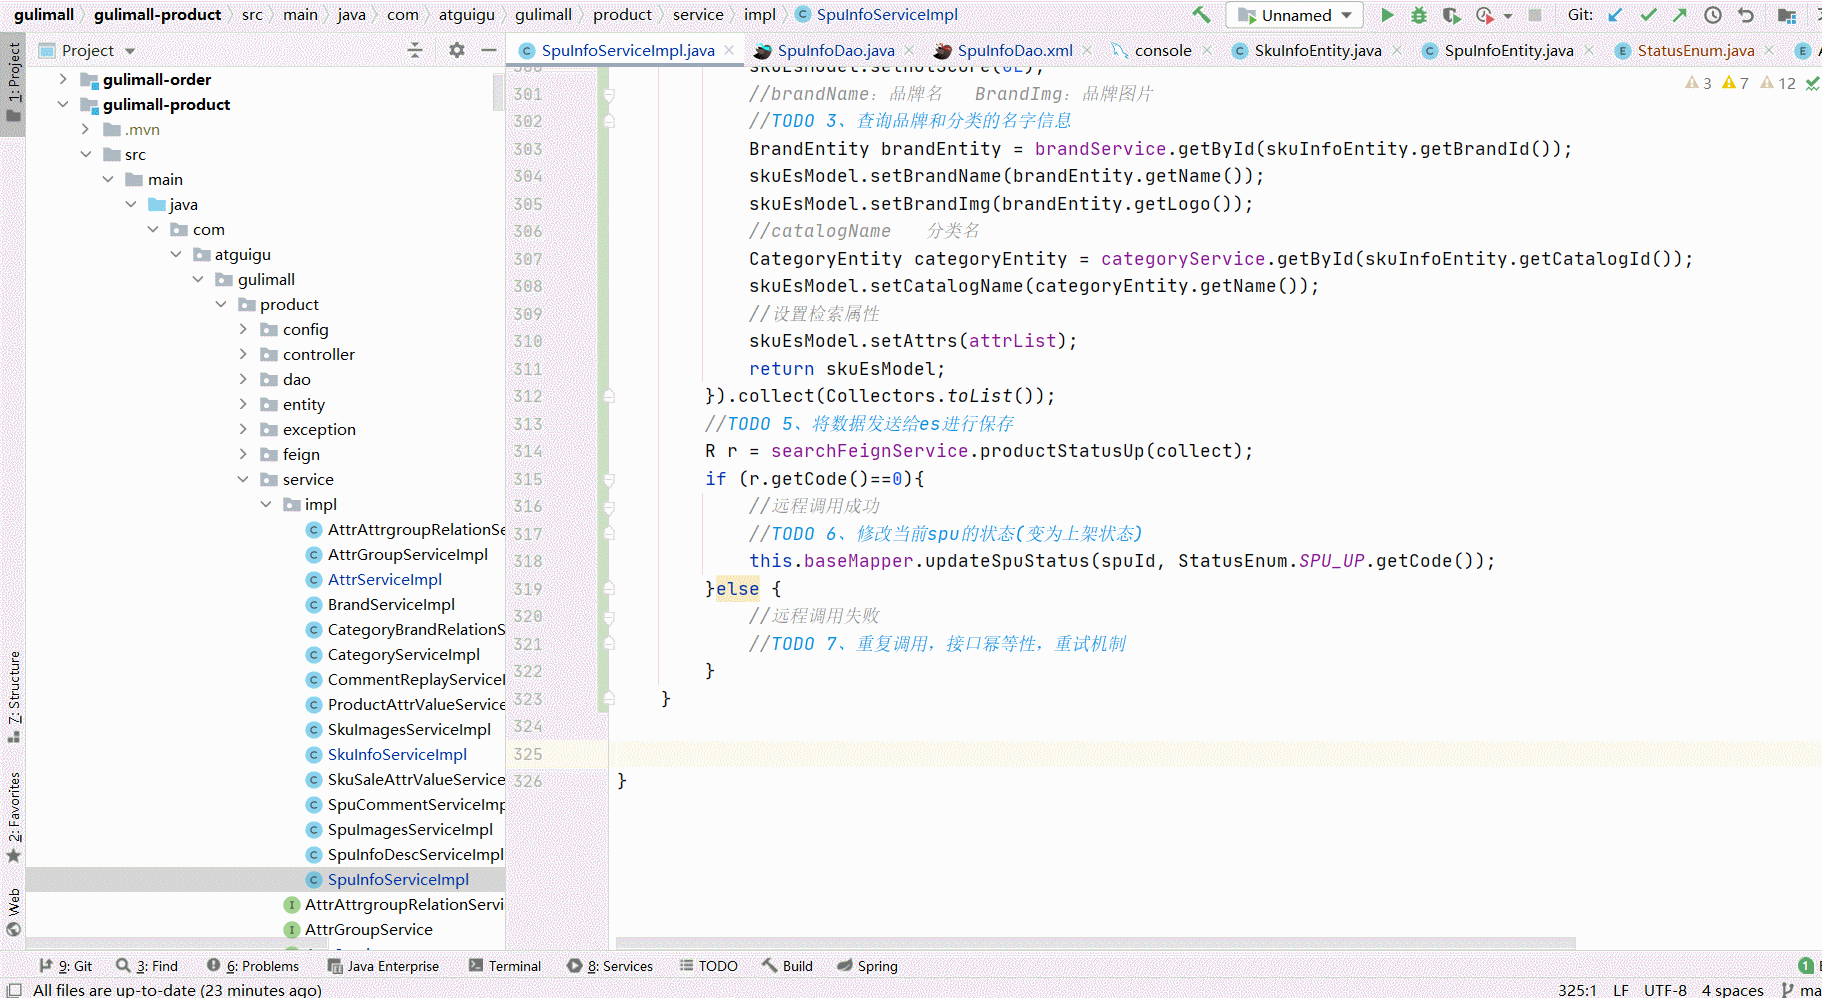 gulimall gulimall-product src main java com atguigu gulimall product service impl SpuInfoServiceImpl Unnamed Git:
Project SpuInfoServiceImpl.java SpuInfoDao.java SpuInfoDao.xml console SkuInfoEntity.java SpuInfoEntity.java StatusEnum.java
1: Project
7: Structure
2: Favorites
Web
gulimall-order
gulimall-product
.mvn
src
main
java
com
atguigu
gulimall
product
config
controller
dao
entity
exception
feign
service
impl
AttrAttrgroupRelationSe
AttrGroupServiceImpl
AttrServiceImpl
BrandServiceImpl
CategoryBrandRelationS
CategoryServiceImpl
CommentReplayServiceI
ProductAttrValueService
SkuImagesServiceImpl
SkuInfoServiceImpl
SkuSaleAttrValueService
SpuCommentServiceImp
SpuImagesServiceImpl
SpuInfoDescServiceImpl
SpuInfoServiceImpl
AttrAttrgroupRelationServi
AttrGroupService
3 7 12
301 //brandName：品牌名 BrandImg：品牌图片
302 //TODO 3、查询品牌和分类的名字信息
303 BrandEntity brandEntity = brandService.getById(skuInfoEntity.getBrandId());
304 skuEsModel.setBrandName(brandEntity.getName());
305 skuEsModel.setBrandImg(brandEntity.getLogo());
306 //catalogName 分类名
307 CategoryEntity categoryEntity = categoryService.getById(skuInfoEntity.getCatalogId());
308 skuEsModel.setCatalogName(categoryEntity.getName());
309 //设置检索属性
310 skuEsModel.setAttrs(attrList);
311 return skuEsModel;
312 }).collect(Collectors.toList());
313 //TODO 5、将数据发送给es进行保存
314 R r = searchFeignService.productStatusUp(collect);
315 if (r.getCode()==0){
316 //远程调用成功
317 //TODO 6、修改当前spu的状态(变为上架状态)
318 this.baseMapper.updateSpuStatus(spuId, StatusEnum.SPU_UP.getCode());
319 }else {
320 //远程调用失败
321 //TODO 7、重复调用，接口幂等性，重试机制
322 }
323 }
324
325
326 }
9: Git 3: Find 6: Problems Java Enterprise Terminal 8: Services TODO Build Spring 1
All files are up-to-date (23 minutes ago) 325:1 LF UTF-8 4 spaces ma